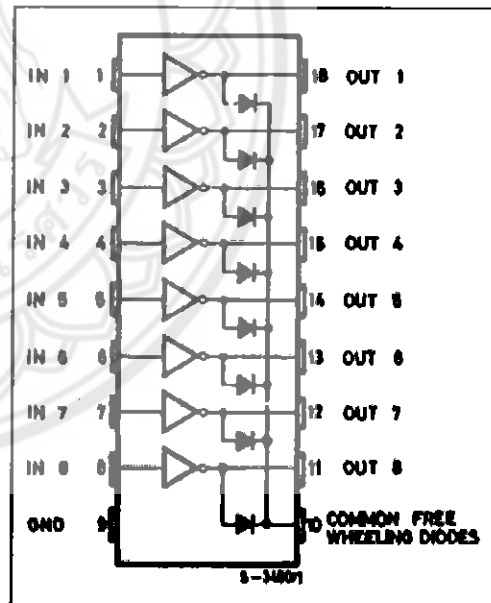 IN 1 1 18 OUT 1
IN 2 2 17 OUT 2
IN 3 3 16 OUT 3
IN 4 4 15 OUT 4
IN 5 5 14 OUT 5
IN 6 6 13 OUT 6
IN 7 7 12 OUT 7
IN 8 8 11 OUT 8
GND 9 10 COMMON FREE
WHEELING DIODES